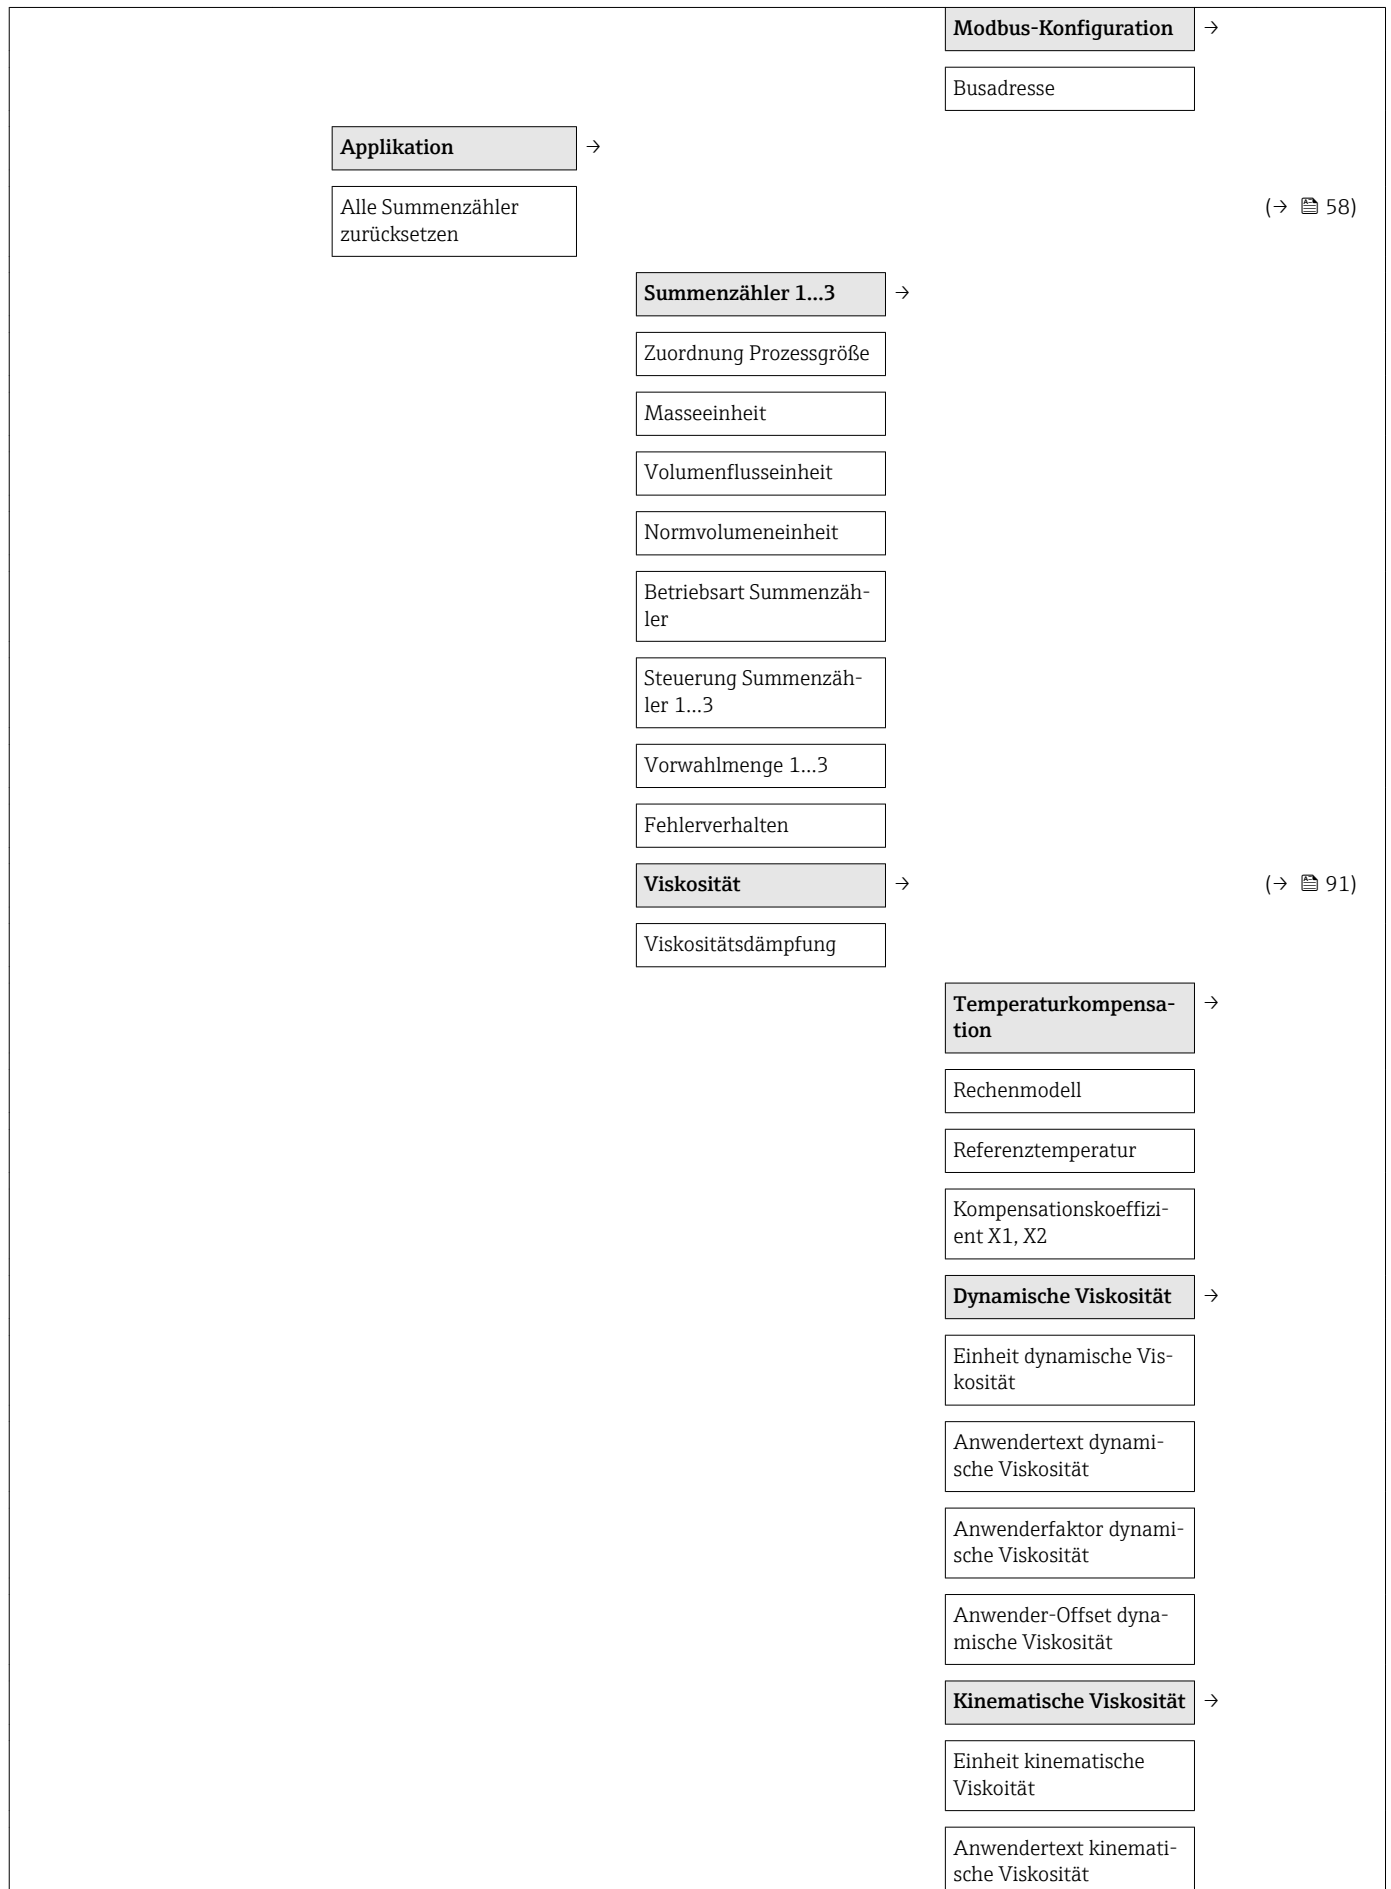 Modbus-Konfiguration →
Busadresse
Applikation →
Alle Summenzähler (→ 58)
zurücksetzen
Summenzähler 1...3 →
Zuordnung Prozessgröße
Masseeinheit
Volumenflusseinheit
Normvolumeneinheit
Betriebsart Summenzäh-
ler
Steuerung Summenzäh-
ler 1...3
Vorwahlmenge 1...3
Fehlerverhalten
Viskosität → (→ 91)
Viskositätsdämpfung
Temperaturkompensa- →
tion
Rechenmodell
Referenztemperatur
Kompensationskoeffizi-
ent X1, X2
Dynamische Viskosität →
Einheit dynamische Vis-
kosität
Anwendertext dynami-
sche Viskosität
Anwenderfaktor dynami-
sche Viskosität
Anwender-Offset dyna-
mische Viskosität
Kinematische Viskosität →
Einheit kinematische
Viskoität
Anwendertext kinemati-
sche Viskosität